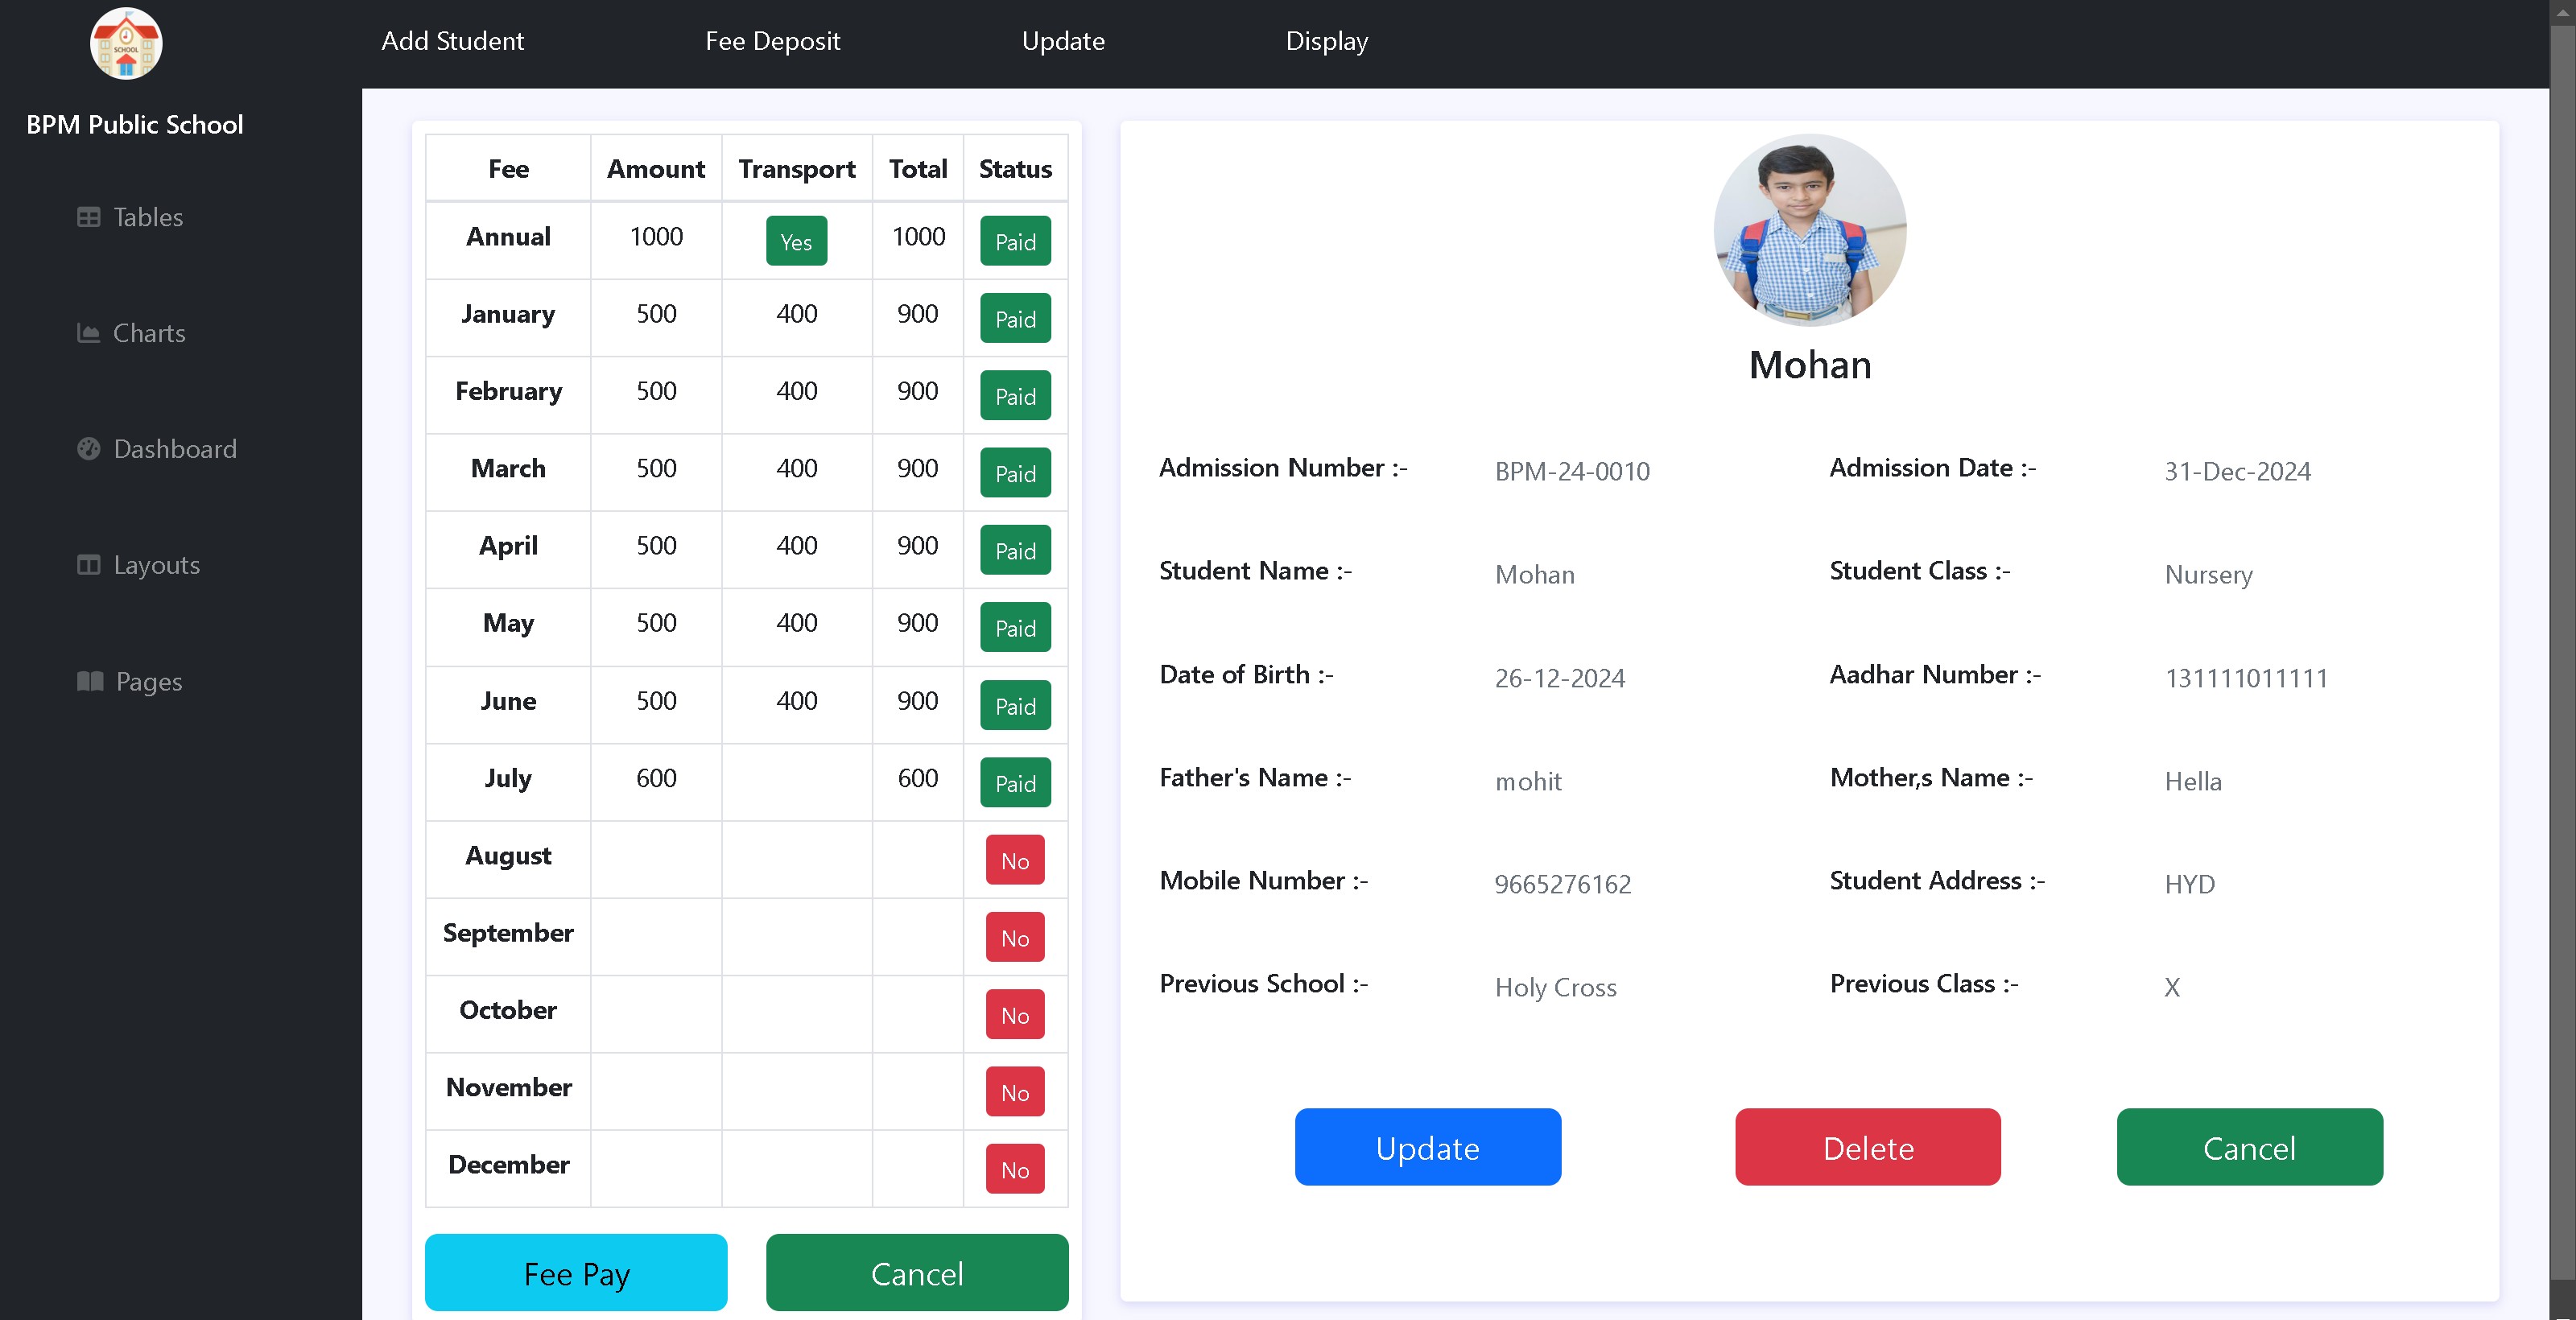 SCHOOL
BPM Public School
Tables
Charts
Dashboard
Layouts
Pages
Add Student Fee Deposit Update Display
Fee Amount Transport Total Status
Annual 1000 Yes 1000 Paid
January 500 400 900 Paid
February 500 400 900 Paid
March 500 400 900 Paid
April 500 400 900 Paid
May 500 400 900 Paid
June 500 400 900 Paid
July 600 600 Paid
August No
September No
October No
November No
December No
Fee Pay Cancel
Mohan
Admission Number :- BPM-24-0010 Admission Date :- 31-Dec-2024
Student Name :- Mohan Student Class :- Nursery
Date of Birth :- 26-12-2024 Aadhar Number :- 131111011111
Father's Name :- mohit Mother,s Name :- Hella
Mobile Number :- 9665276162 Student Address :- HYD
Previous School :- Holy Cross Previous Class :- X
Update Delete Cancel